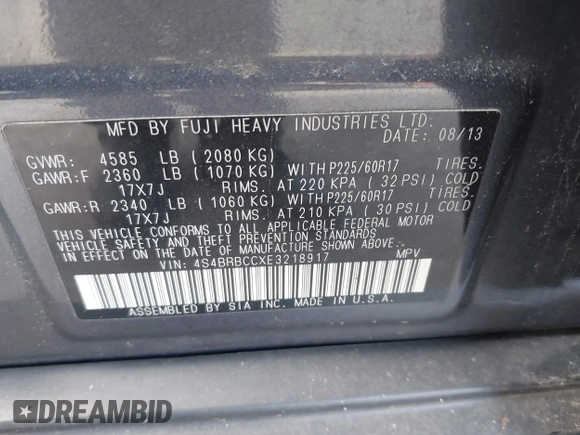 MFD BY FUJI HEAVY INDUSTRIES LTD.
DATE: 08/13
GVWR: 4585 LB (2080 KG)
GAWR:F 2360 LB (1070 KG) WITH P225/60R17 TIRES.
17X7J RIMS. AT 220 KPA (32 PSI) COLD
GAWR:R 2340 LB (1060 KG) WITH P225/60R17 TIRES.
17X7J RIMS. AT 210 KPA (30 PSI) COLD
THIS VEHICLE CONFORMS TO ALL APPLICABLE FEDERAL MOTOR
VEHICLE SAFETY AND THEFT PREVENTION STANDARDS
IN EFFECT ON THE DATE OF MANUFACTURE SHOWN ABOVE.
VIN: 4S4BRBCCXE3218917 MPV
ASSEMBLED BY SIA INC. MADE IN U.S.A.
DREAMBID